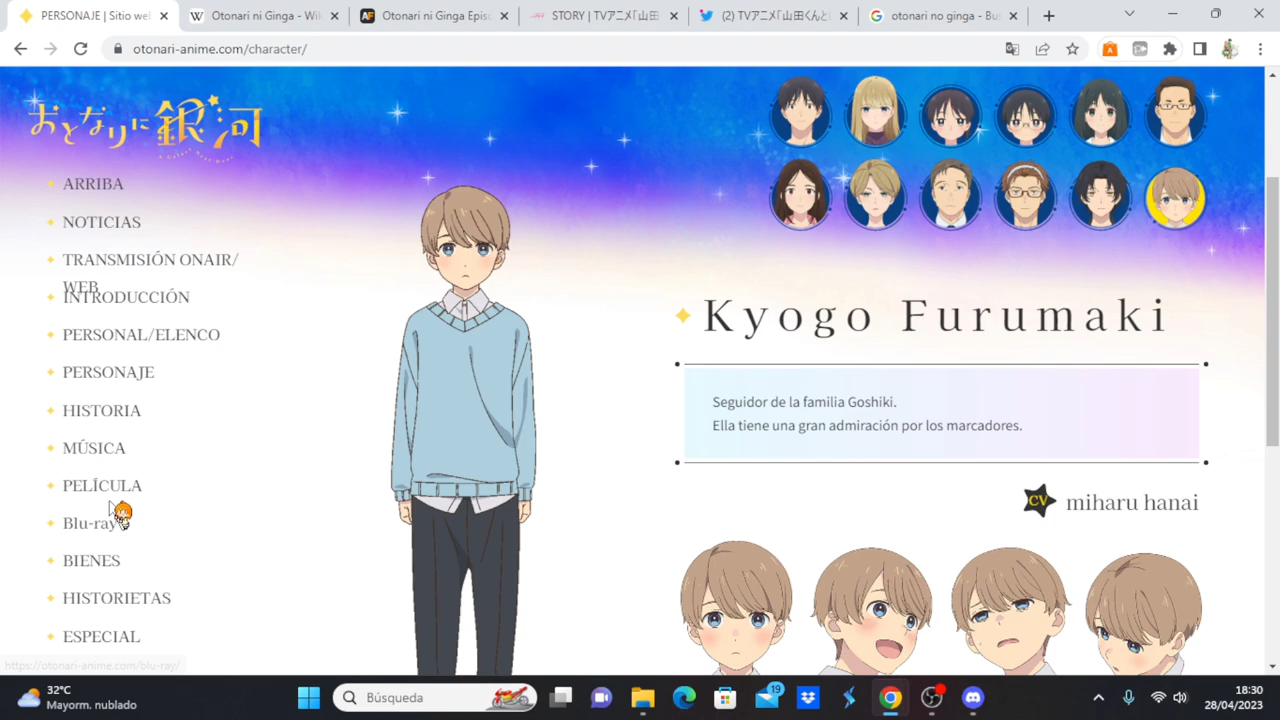 PERSONAJE | Sitio wel
Otonari ni Ginga - Wil
Otonari ni Ginga Episo
STORY | TVアニメ「山田
(2) TVアニメ「山田くんと
otonari no ginga - Bus
otonari-anime.com/character/
おとなりに銀河
ARRIBA
NOTICIAS
TRANSMISIÓN ONAIR/
WEB
INTRODUCCIÓN
PERSONAL/ELENCO
PERSONAJE
HISTORIA
MÚSICA
PELÍCULA
Blu-ray
BIENES
HISTORIETAS
ESPECIAL
Kyogo Furumaki
Seguidor de la familia Goshiki.
Ella tiene una gran admiración por los marcadores.
CV
miharu hanai
https://otonari-anime.com/blu-ray/
32°C
Mayorm. nublado
Búsqueda
19
18:30
28/04/2023